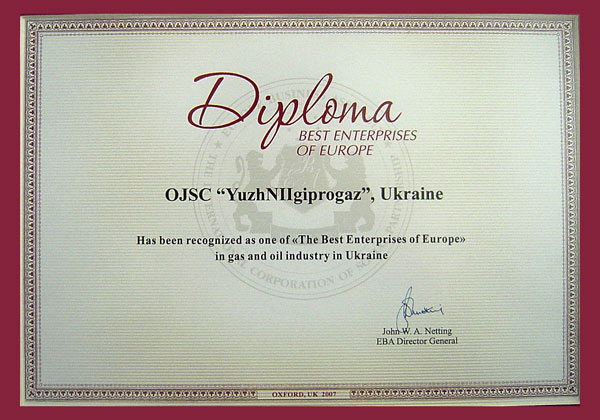 Diploma
BEST ENTERPRISES
OF EUROPE
OJSC “YuzhNIIgiprogaz”, Ukraine
Has been recognized as one of «The Best Enterprises of Europe»
in gas and oil industry in Ukraine
John W. A. Netting
EBA Director General
OXFORD, UK 2007